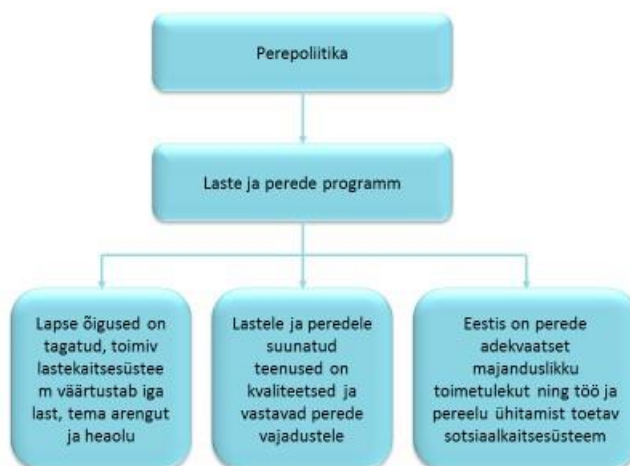 Perepoliitika
Laste ja perede programm
Lapse õigused on
tagatud, toimiv
lastekaitsesüstee
m väärtustab iga
last, tema arengut
ja heaolu
Lastele ja peredele
suunatud
teenused on
kvaliteetsed ja
vastavad perede
vajadustele
Eestis on perede
adekvaatset
majanduslikku
toimetulekut ning töö ja
pereelu ühitamist toetav
sotsiaalkaitsesüsteem